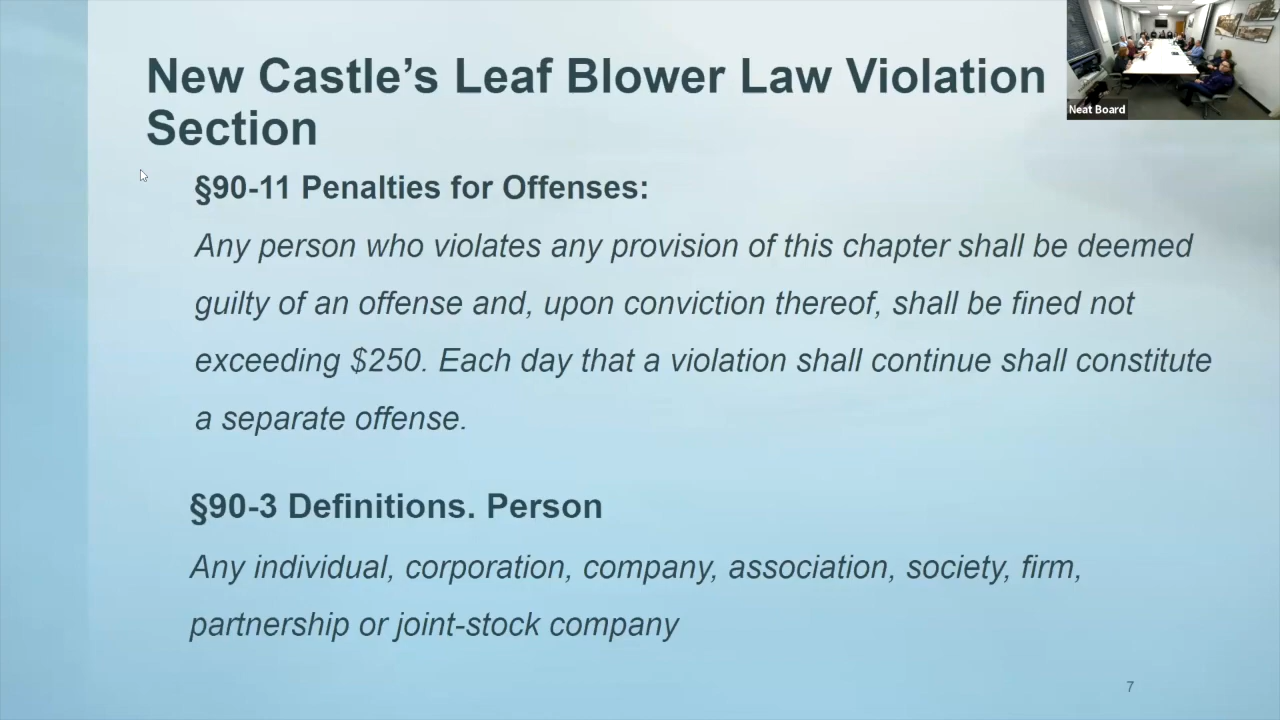 New Castle’s Leaf Blower Law Violation
Section
Neat Board
§90-11 Penalties for Offenses:
Any person who violates any provision of this chapter shall be deemed
guilty of an offense and, upon conviction thereof, shall be fined not
exceeding $250. Each day that a violation shall continue shall constitute
a separate offense.
§90-3 Definitions. Person
Any individual, corporation, company, association, society, firm,
partnership or joint-stock company
7